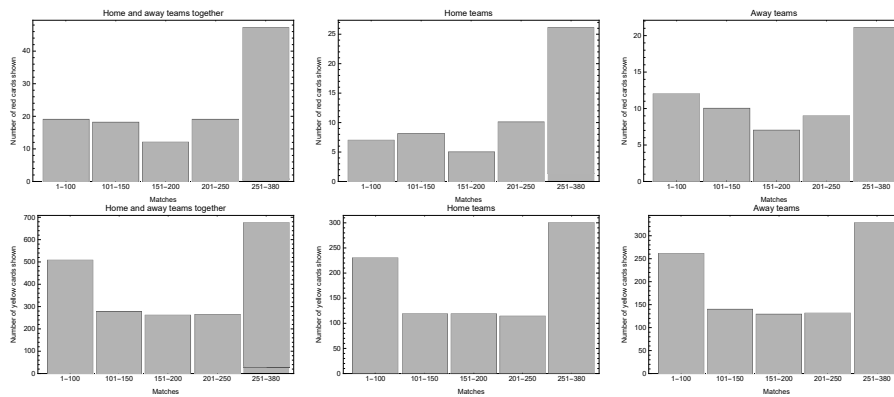 Home and away teams together
Number of red cards shown
40
30
20
10
0
1−100 101−150 151−200 201−250 251−380
Matches
Home teams
Number of red cards shown
25
20
15
10
5
0
1−100 101−150 151−200 201−250 251−380
Matches
Away teams
Number of red cards shown
20
15
10
5
0
1−100 101−150 151−200 201−250 251−380
Matches
Home and away teams together
Number of yellow cards shown
700
600
500
400
300
200
100
0
1−100 101−150 151−200 201−250 251−380
Matches
Home teams
Number of yellow cards shown
300
250
200
150
100
50
0
1−100 101−150 151−200 201−250 251−380
Matches
Away teams
Number of yellow cards shown
300
250
200
150
100
50
0
1−100 101−150 151−200 201−250 251−380
Matches